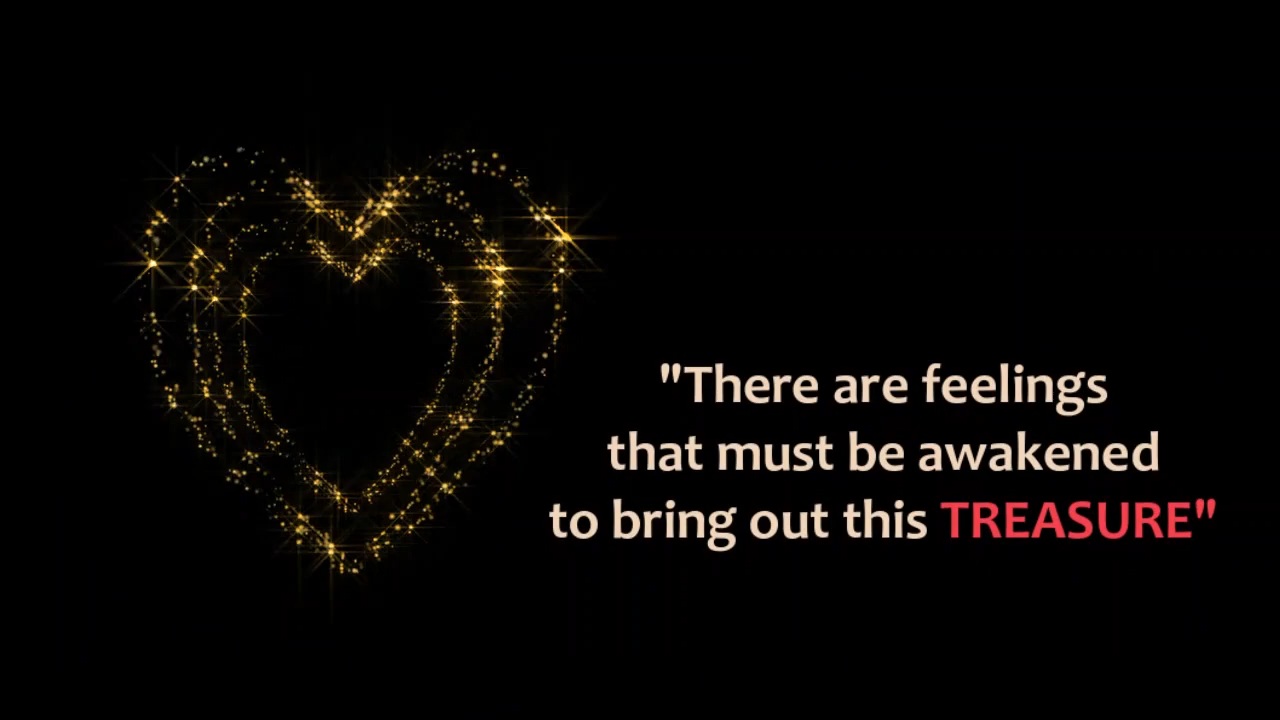 "There are feelings
that must be awakened
to bring out this TREASURE"